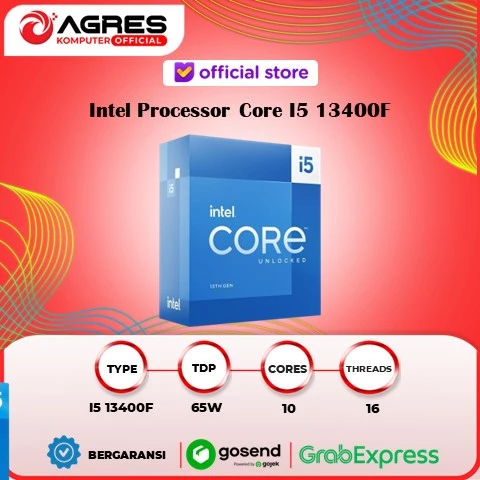 AGRES
KOMPUTER OFFICIAL
official store
Intel Processor Core I5 13400F
i5
i5
intel
CORE
UNLOCKED
13TH GEN
intel
TYPE TDP CORES THREADS
I5 13400F 65W 10 16
BERGARANSI gosend GrabExpress
Powered by gojek